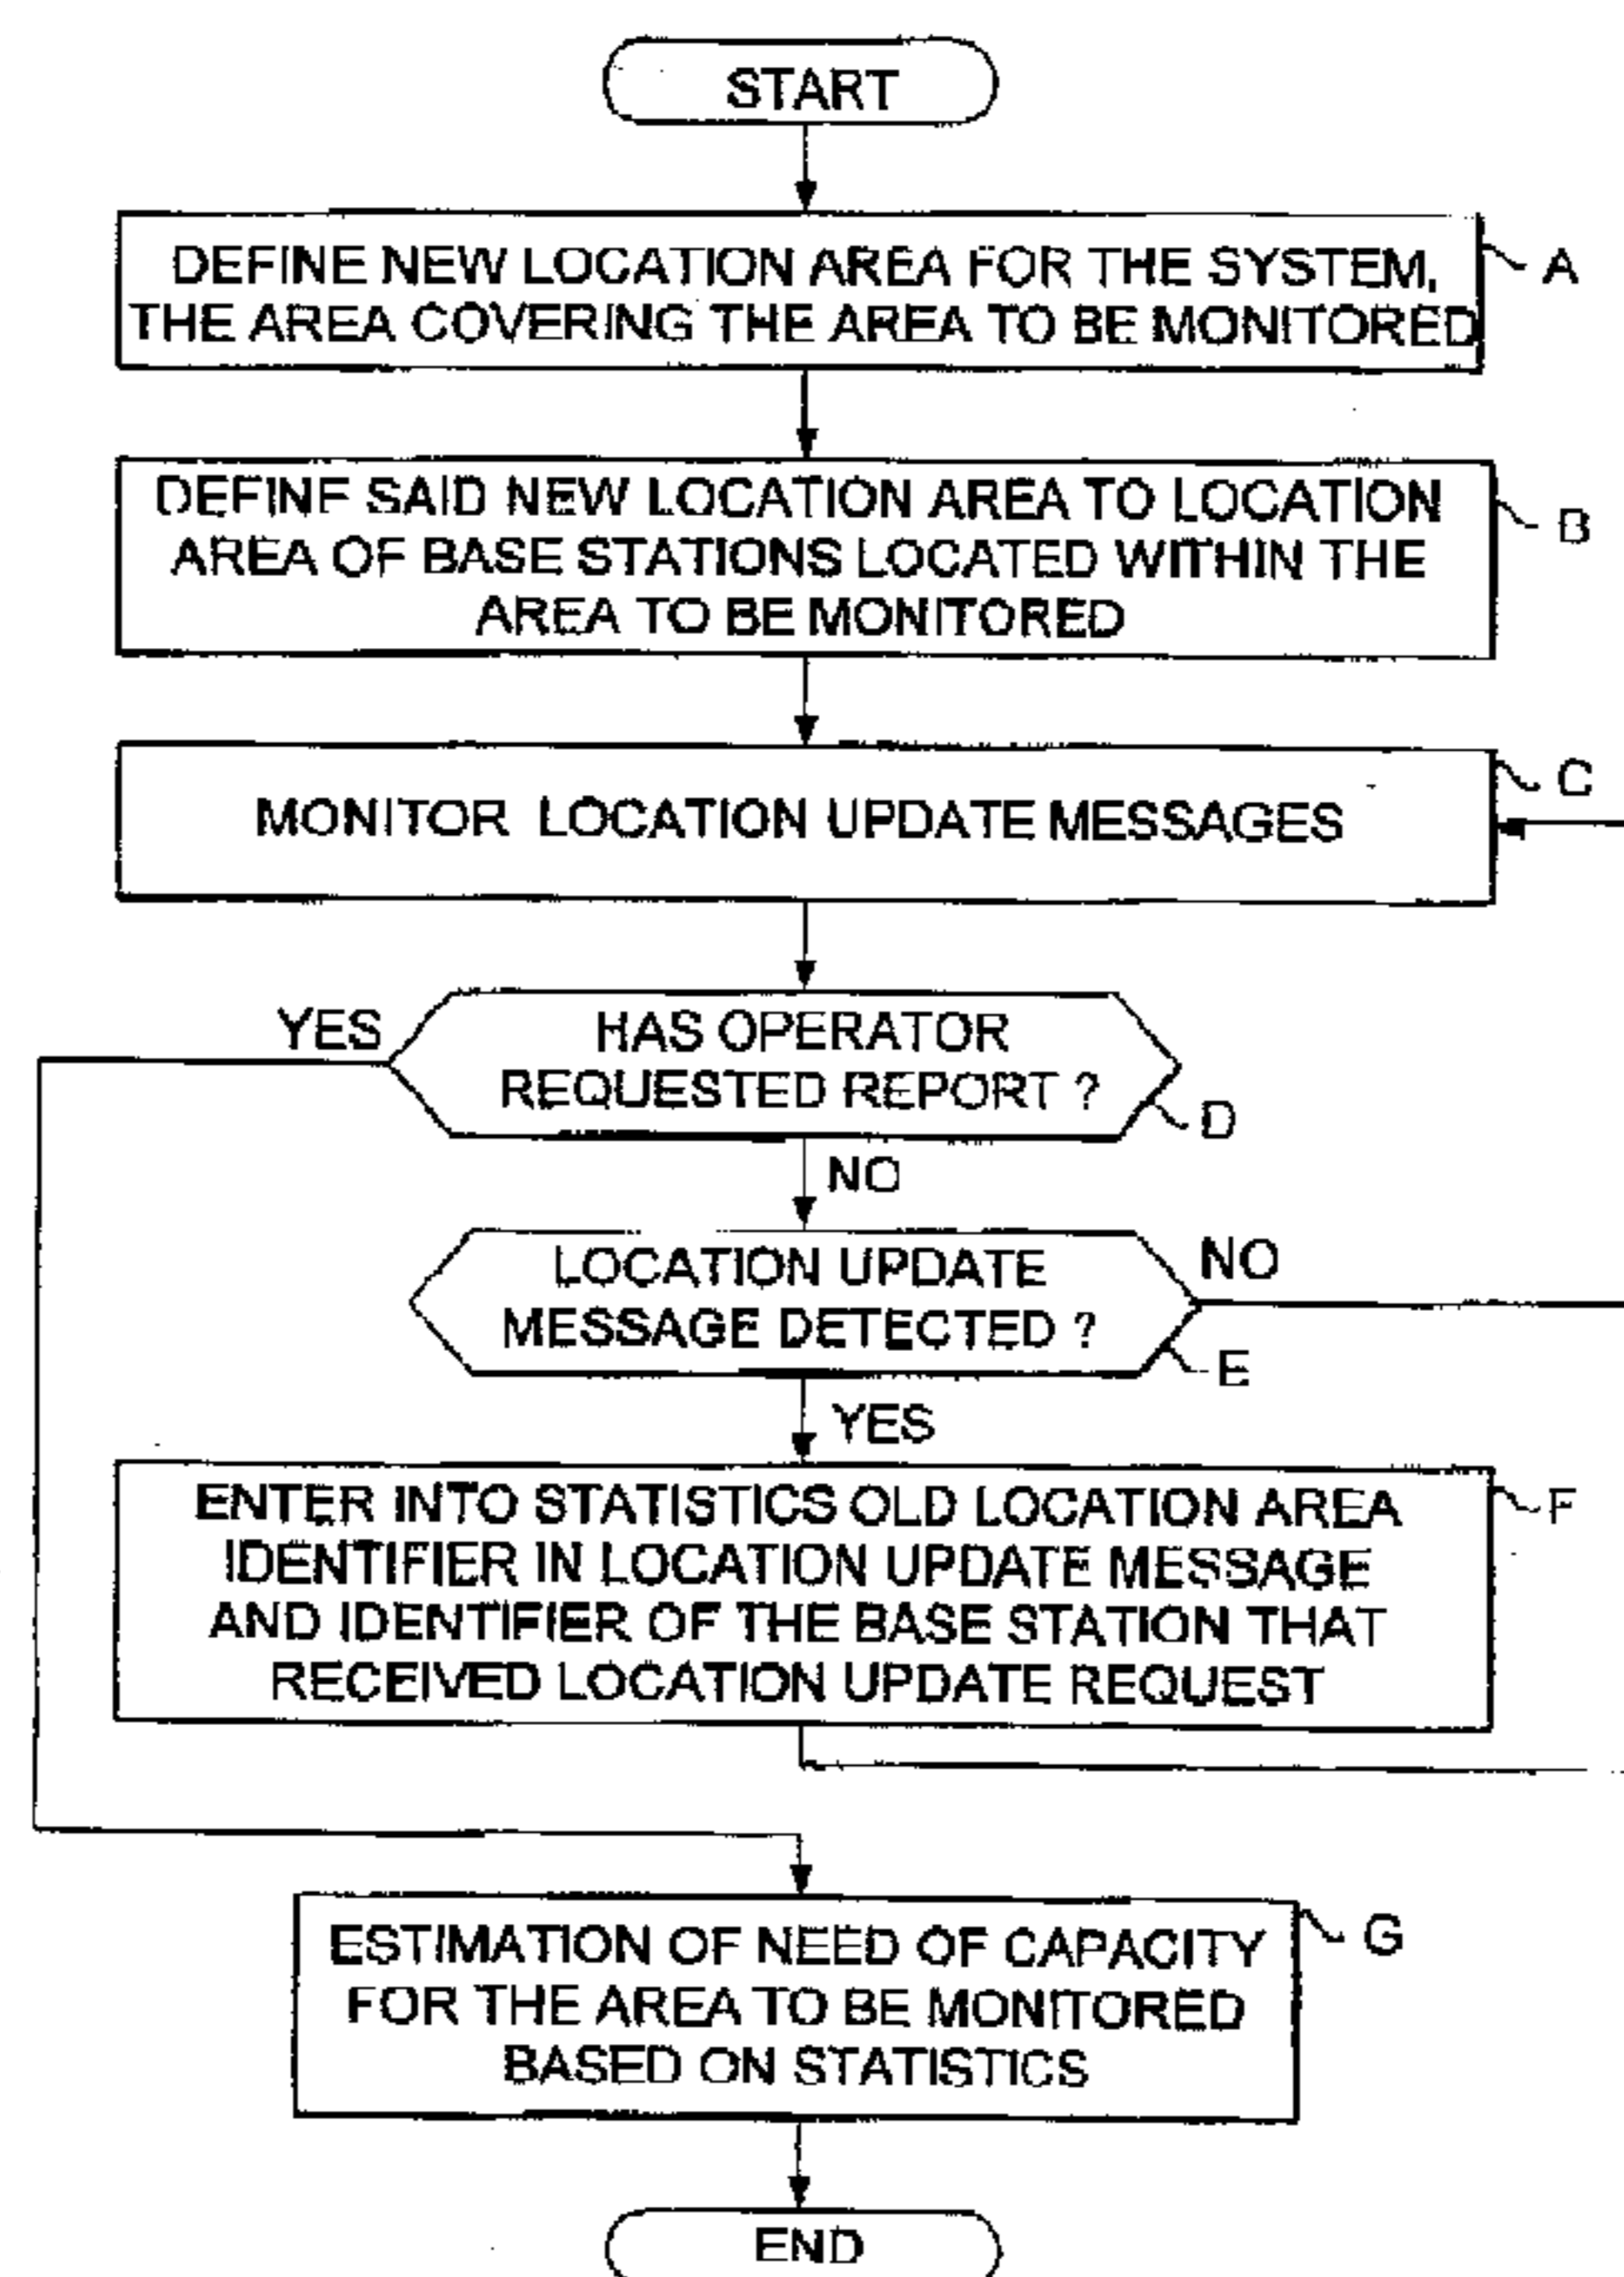 START
DEFINE NEW LOCATION AREA FOR THE SYSTEM,
THE AREA COVERING THE AREA TO BE MONITORED
A
DEFINE SAID NEW LOCATION AREA TO LOCATION
AREA OF BASE STATIONS LOCATED WITHIN THE
AREA TO BE MONITORED
B
MONITOR LOCATION UPDATE MESSAGES
C
YES
HAS OPERATOR
REQUESTED REPORT ?
D
NO
LOCATION UPDATE
MESSAGE DETECTED ?
NO
E
YES
ENTER INTO STATISTICS OLD LOCATION AREA
IDENTIFIER IN LOCATION UPDATE MESSAGE
AND IDENTIFIER OF THE BASE STATION THAT
RECEIVED LOCATION UPDATE REQUEST
F
ESTIMATION OF NEED OF CAPACITY
FOR THE AREA TO BE MONITORED
BASED ON STATISTICS
G
END